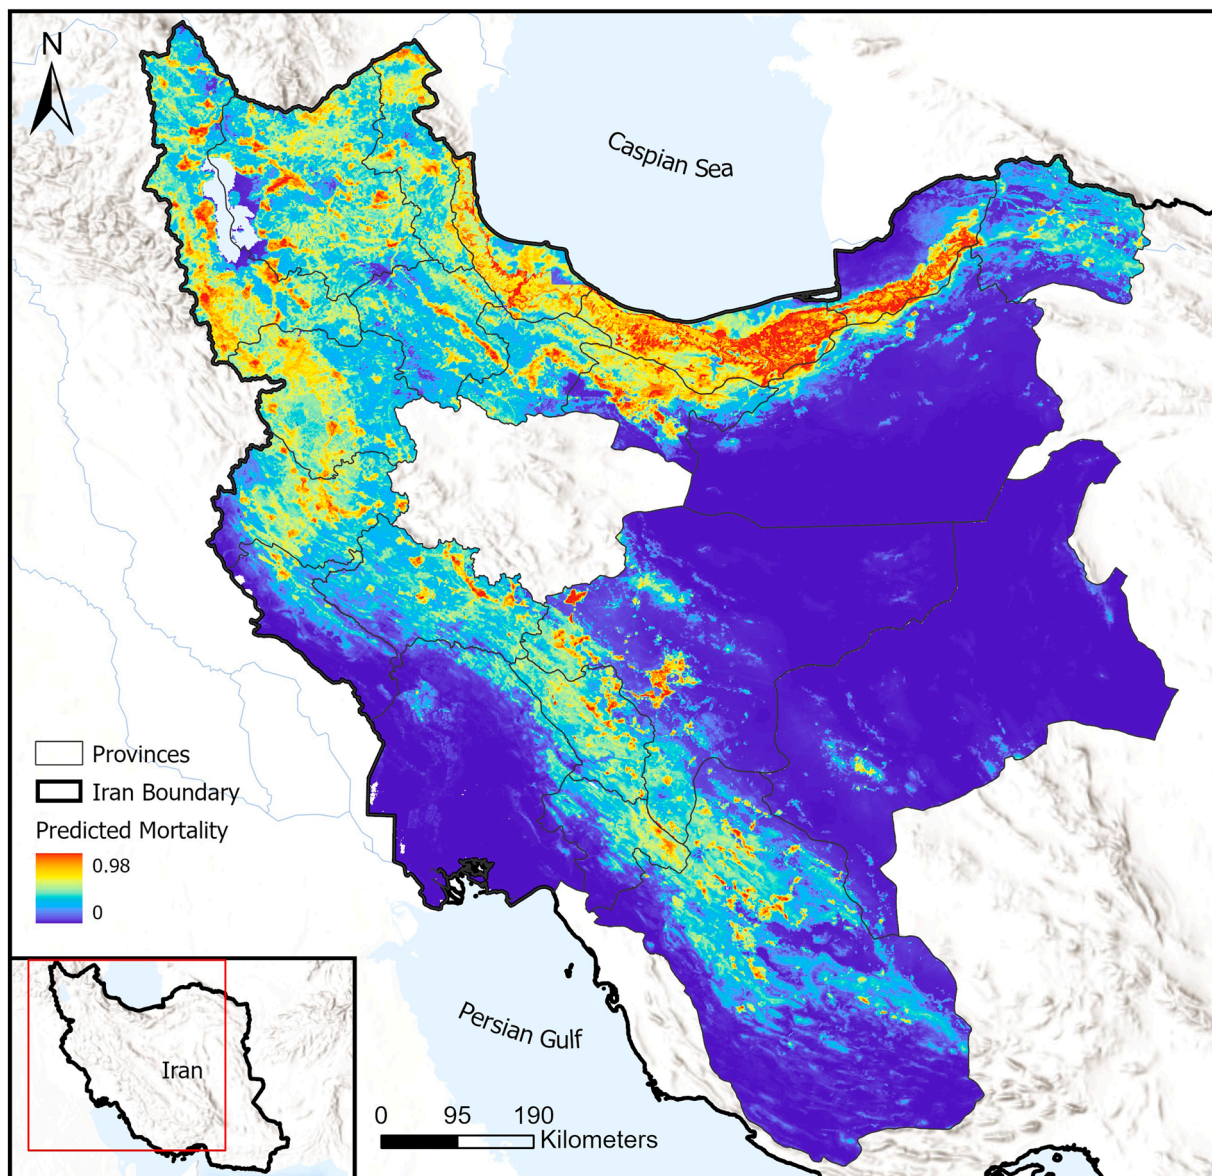 N
Caspian Sea
Provinces
Iran Boundary
Predicted Mortality
0.98
0
Persian Gulf
Iran
0 95 190
Kilometers